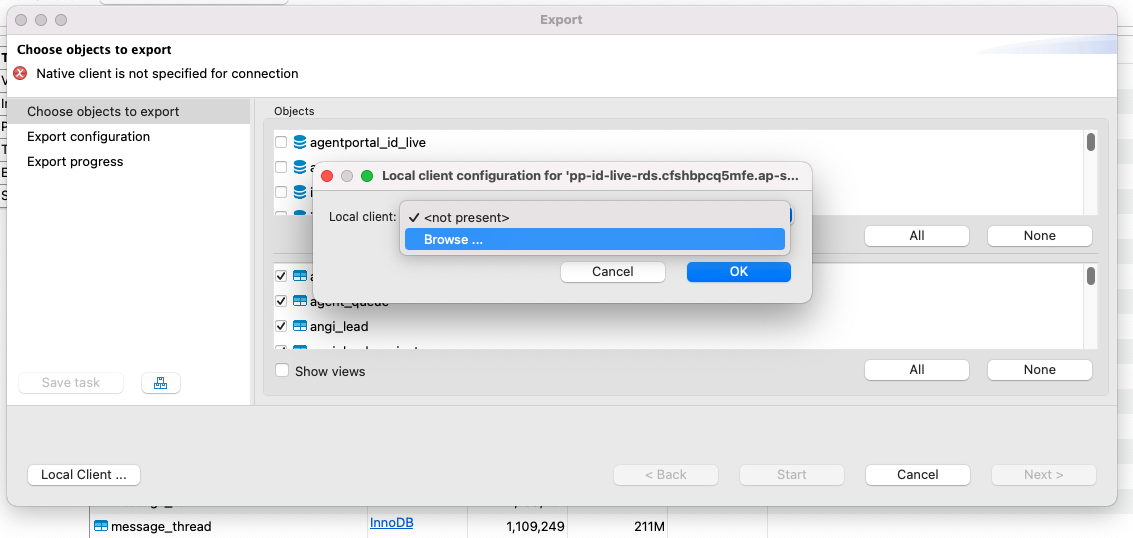 Export
Choose objects to export
Native client is not specified for connection
Choose objects to export
Export configuration
Export progress
Objects
agentportal_id_live
Local client configuration for 'pp-id-live-rds.cfshbpcq5mfe.ap-s...
Local client:
<not present>
Browse ...
All
None
Cancel
OK
agent_queue
angi_lead
Show views
All
None
Save task
Local Client ...
< Back
Start
Cancel
Next >
message_thread
InnoDB
1,109,249
211M